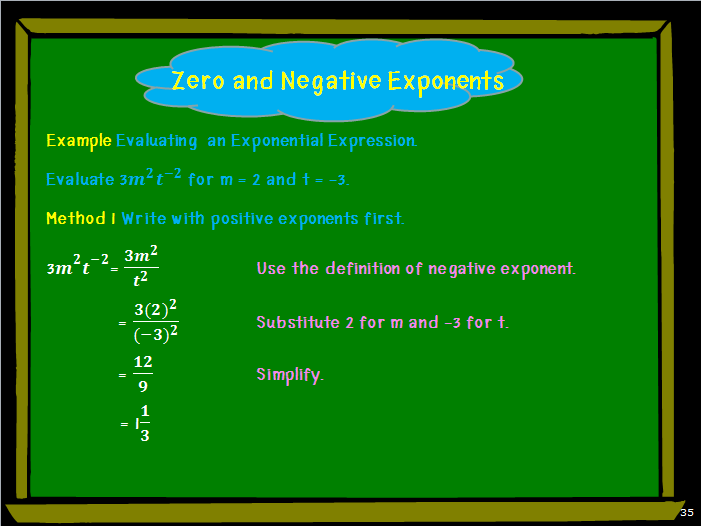 Zero and Negative Exponents
Example Evaluating an Exponential Expression.
Evaluate 3m²t⁻² for m = 2 and t = –3.
Method 1 Write with positive exponents first.
3m²t⁻² = 3m²/t² Use the definition of negative exponent.
= 3(2)²/(−3)² Substitute 2 for m and –3 for t.
= 12/9 Simplify.
= 1 1/3
35